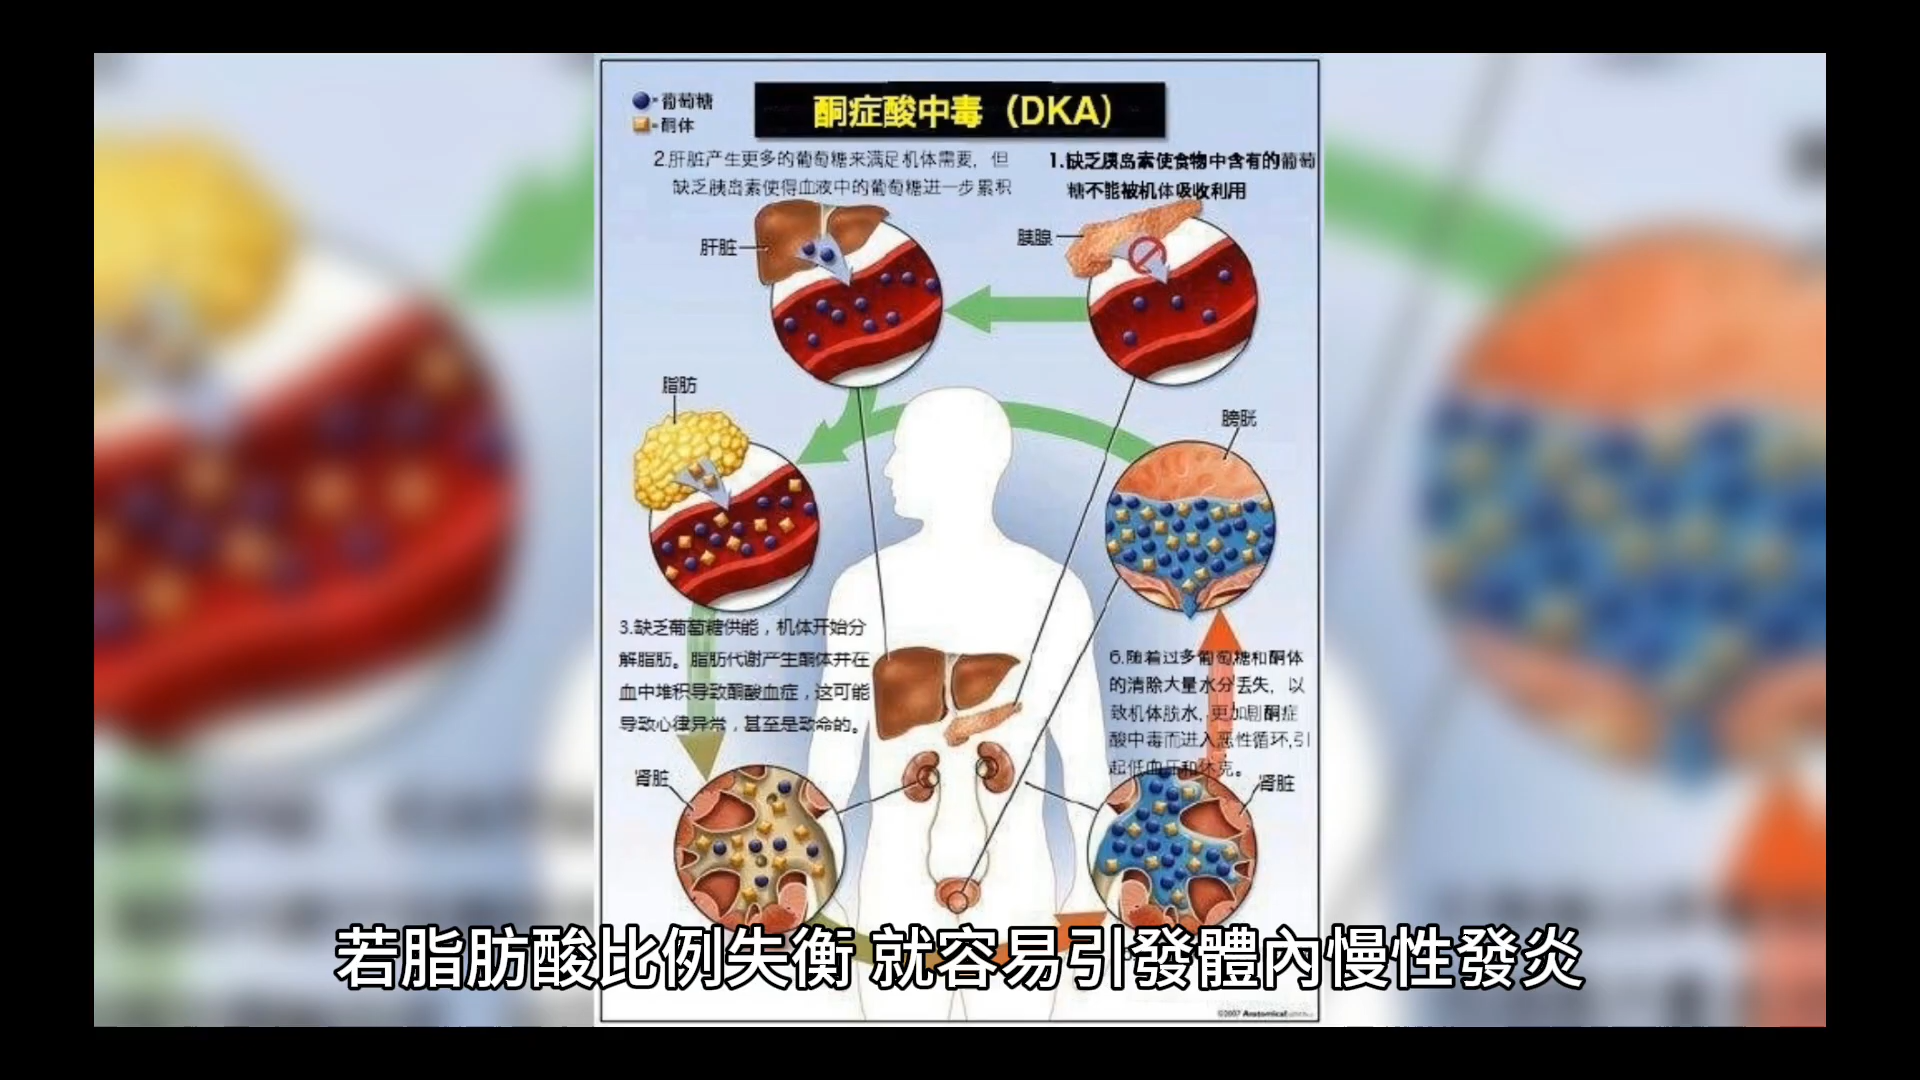 葡萄糖
酮体
酮症酸中毒（DKA）
2.肝脏产生更多的葡萄糖来满足机体需要，但
缺乏胰岛素使得血液中的葡萄糖进一步累积
1.缺乏胰岛素使食物中含有的葡萄
糖不能被机体吸收利用
肝脏
胰腺
脂肪
膀胱
3.缺乏葡萄糖供能，机体开始分
解脂肪。脂肪代谢产生酮体并在
血中堆积导致酮酸血症，这可能
导致心律异常，甚至是致命的。
6.随着过多葡萄糖和酮体
的清除大量水分丢失，以
致机体脱水，更加剧酮症
酸中毒而进入恶性循环,引
起低血压和休克。
肾脏
肾脏
若脂肪酸比例失衡 就容易引發體內慢性發炎
©2007 Anatomical